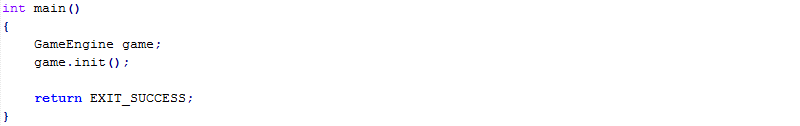 int main()
{
    GameEngine game;
    game.init();

    return EXIT_SUCCESS;
}